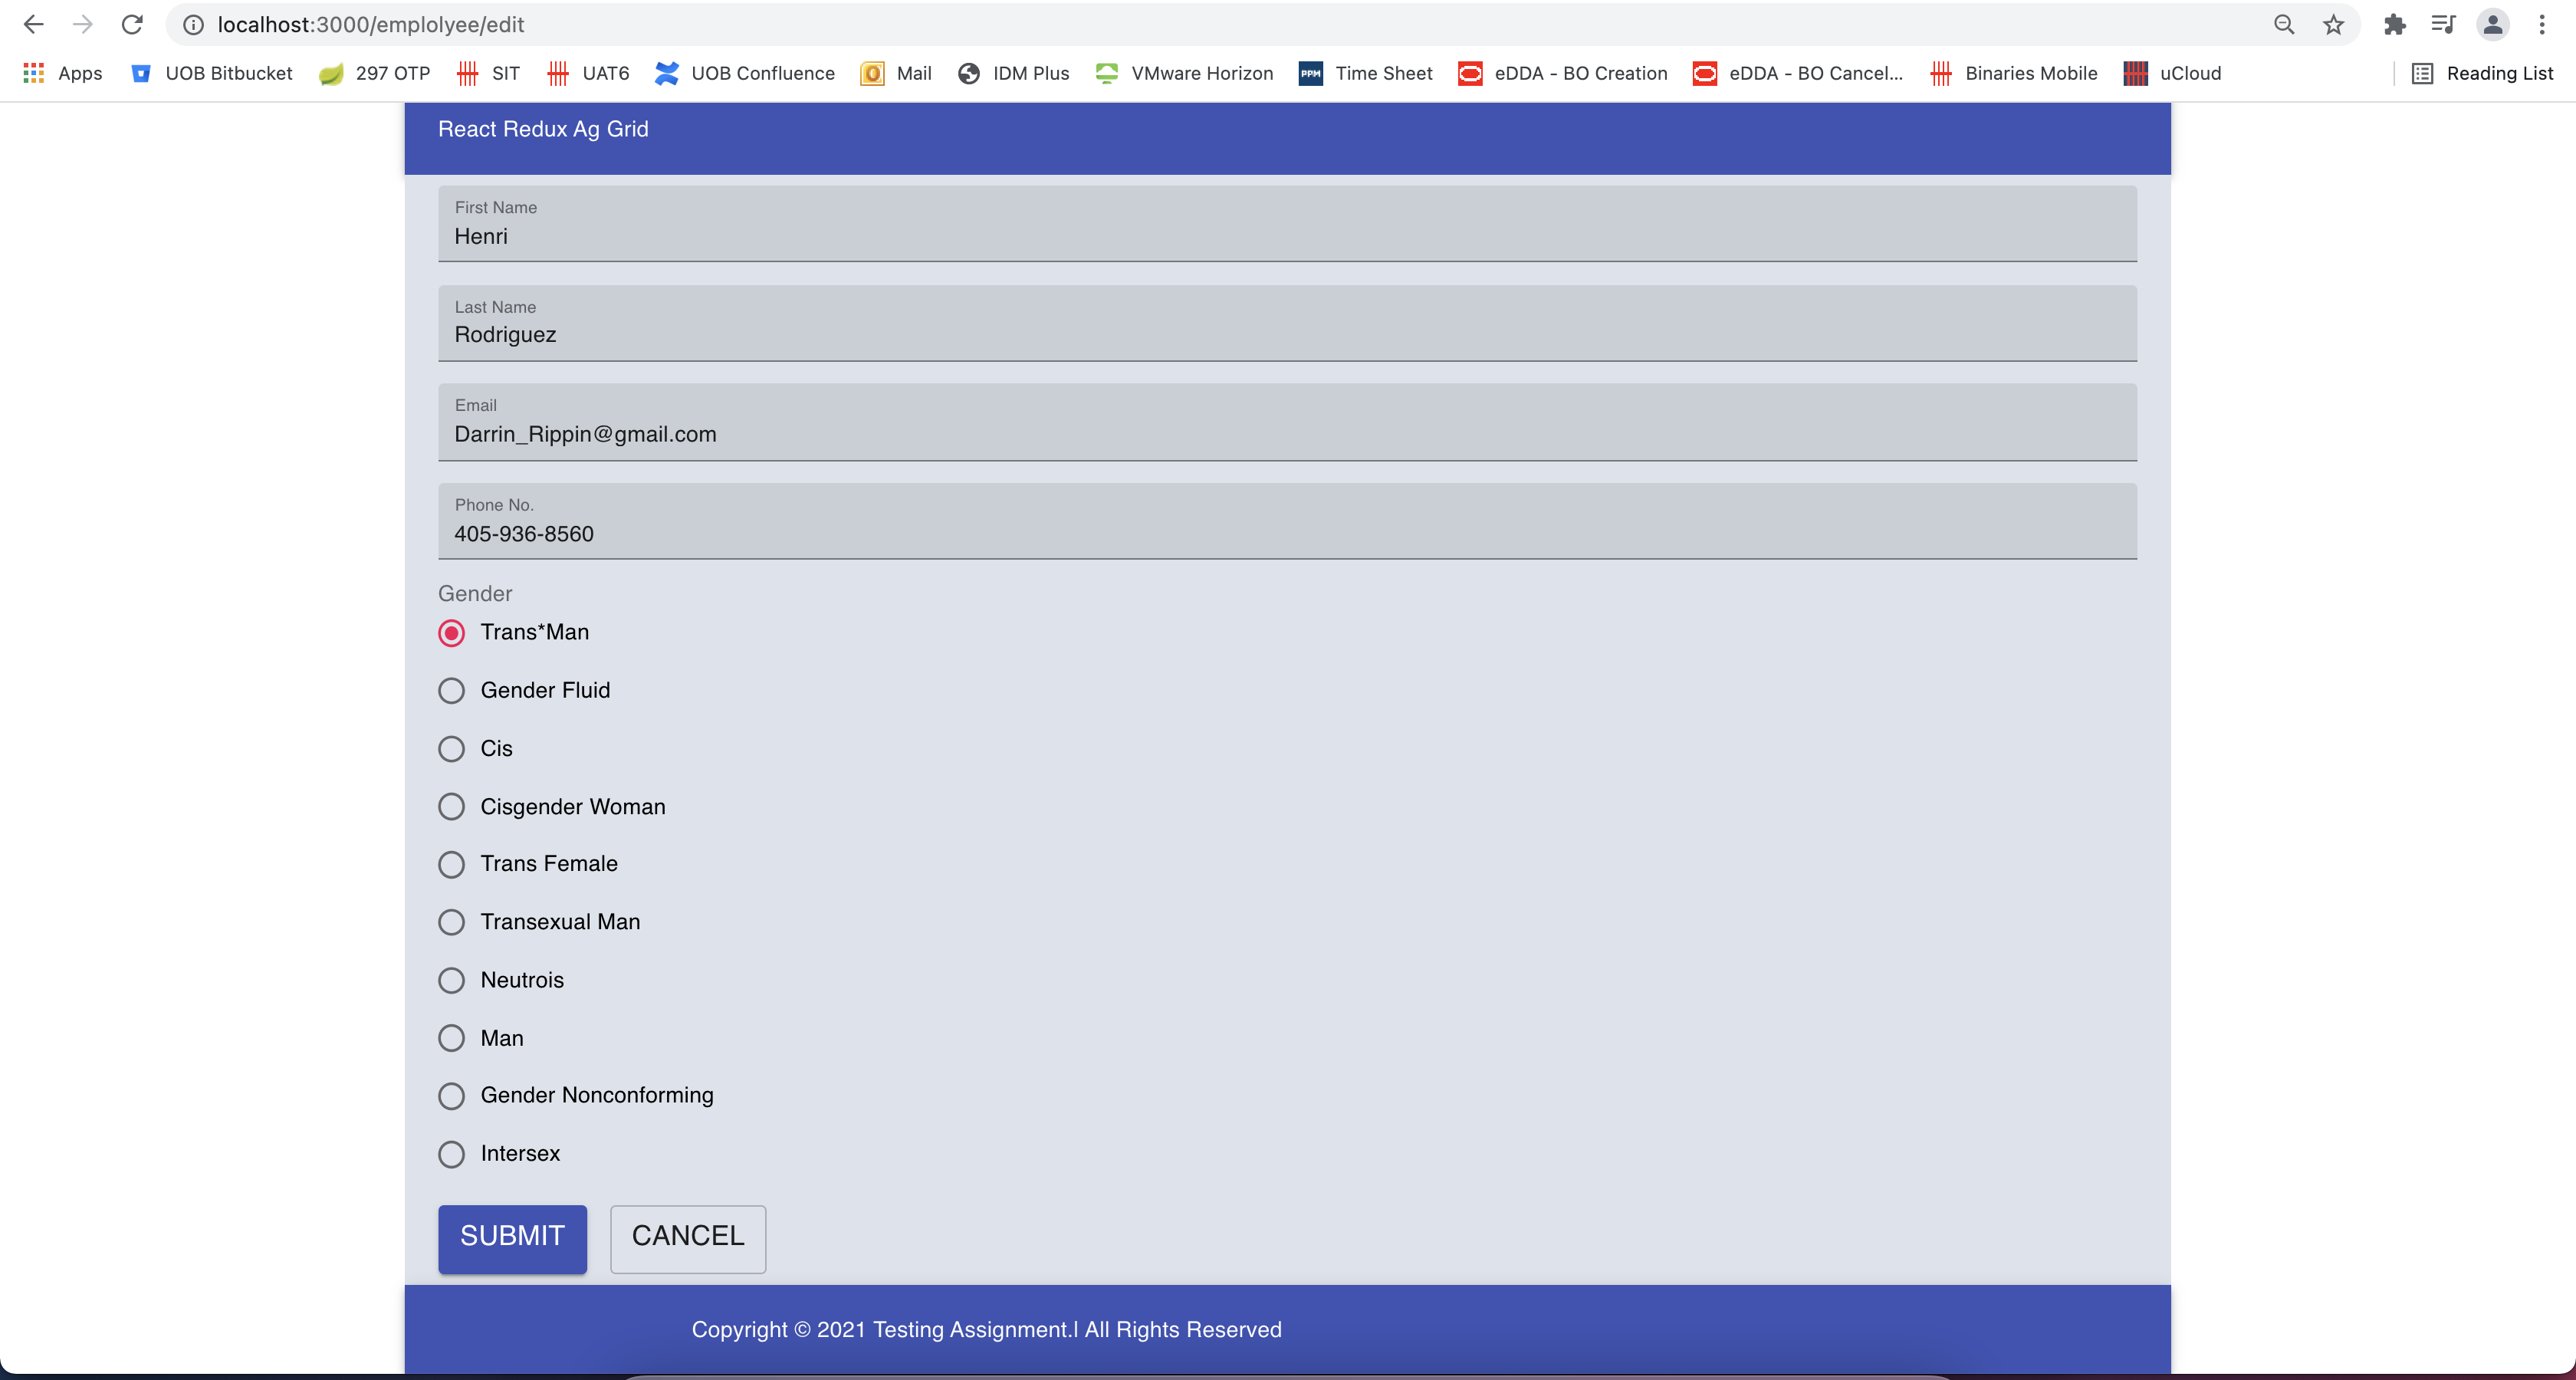 localhost:3000/emplolyee/edit
Apps UOB Bitbucket 297 OTP SIT UAT6 UOB Confluence Mail IDM Plus VMware Horizon PPM Time Sheet eDDA - BO Creation eDDA - BO Cancel... Binaries Mobile uCloud Reading List
React Redux Ag Grid
First Name
Henri
Last Name
Rodriguez
Email
Darrin_Rippin@gmail.com
Phone No.
405-936-8560
Gender
Trans*Man
Gender Fluid
Cis
Cisgender Woman
Trans Female
Transexual Man
Neutrois
Man
Gender Nonconforming
Intersex
SUBMIT CANCEL
Copyright © 2021 Testing Assignment.l All Rights Reserved